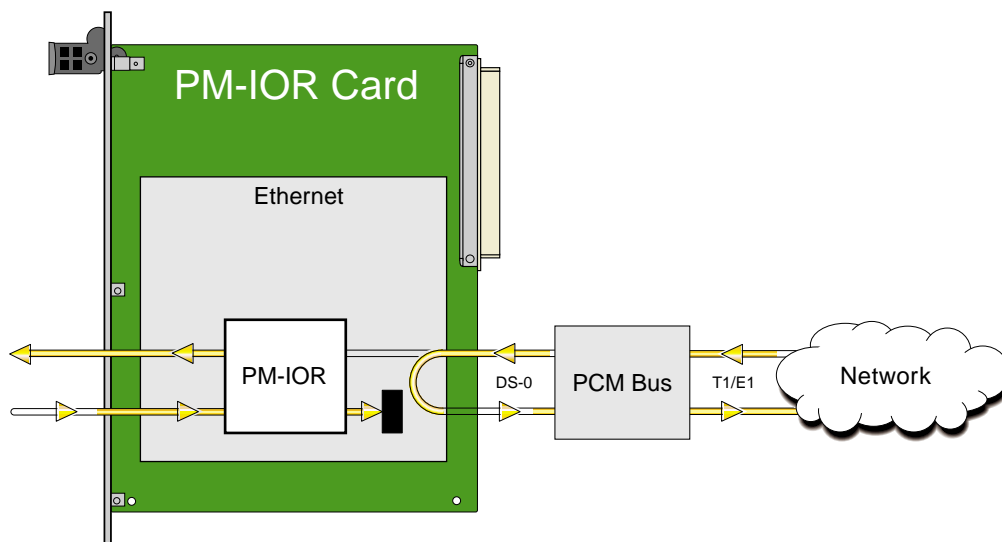 PM-IOR Card
Ethernet
PM-IOR
DS-0
PCM Bus
T1/E1
Network